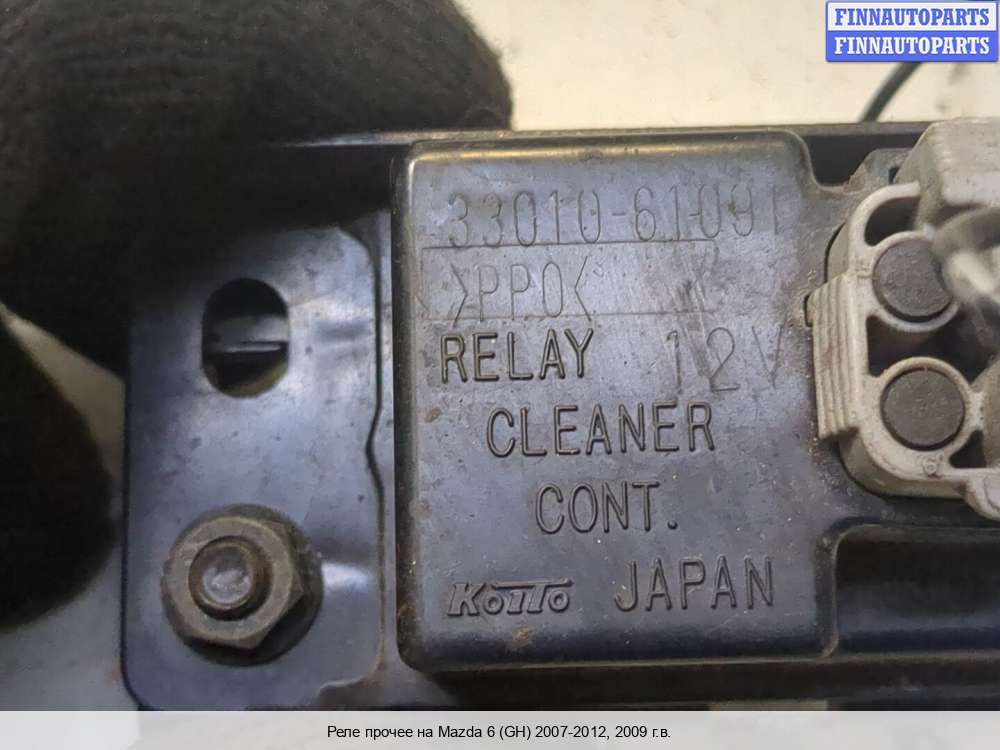 FINNAUTOPARTS
FINNAUTOPARTS
33010-61091
>PPO<
RELAY 12V
CLEANER
CONT.
KOITO JAPAN
Реле прочее на Mazda 6 (GH) 2007-2012, 2009 г.в.